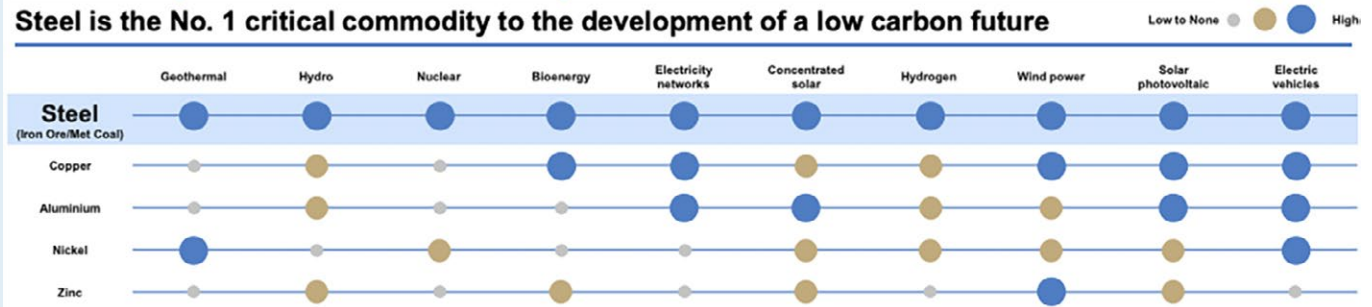 Steel is the No. 1 critical commodity to the development of a low carbon future
Low to None
High
Geothermal
Hydro
Nuclear
Bioenergy
Electricity
networks
Concentrated
solar
Hydrogen
Wind power
Solar
photovoltaic
Electric
vehicles
Steel
(Iron Ore/Met Coal)
Copper
Aluminium
Nickel
Zinc